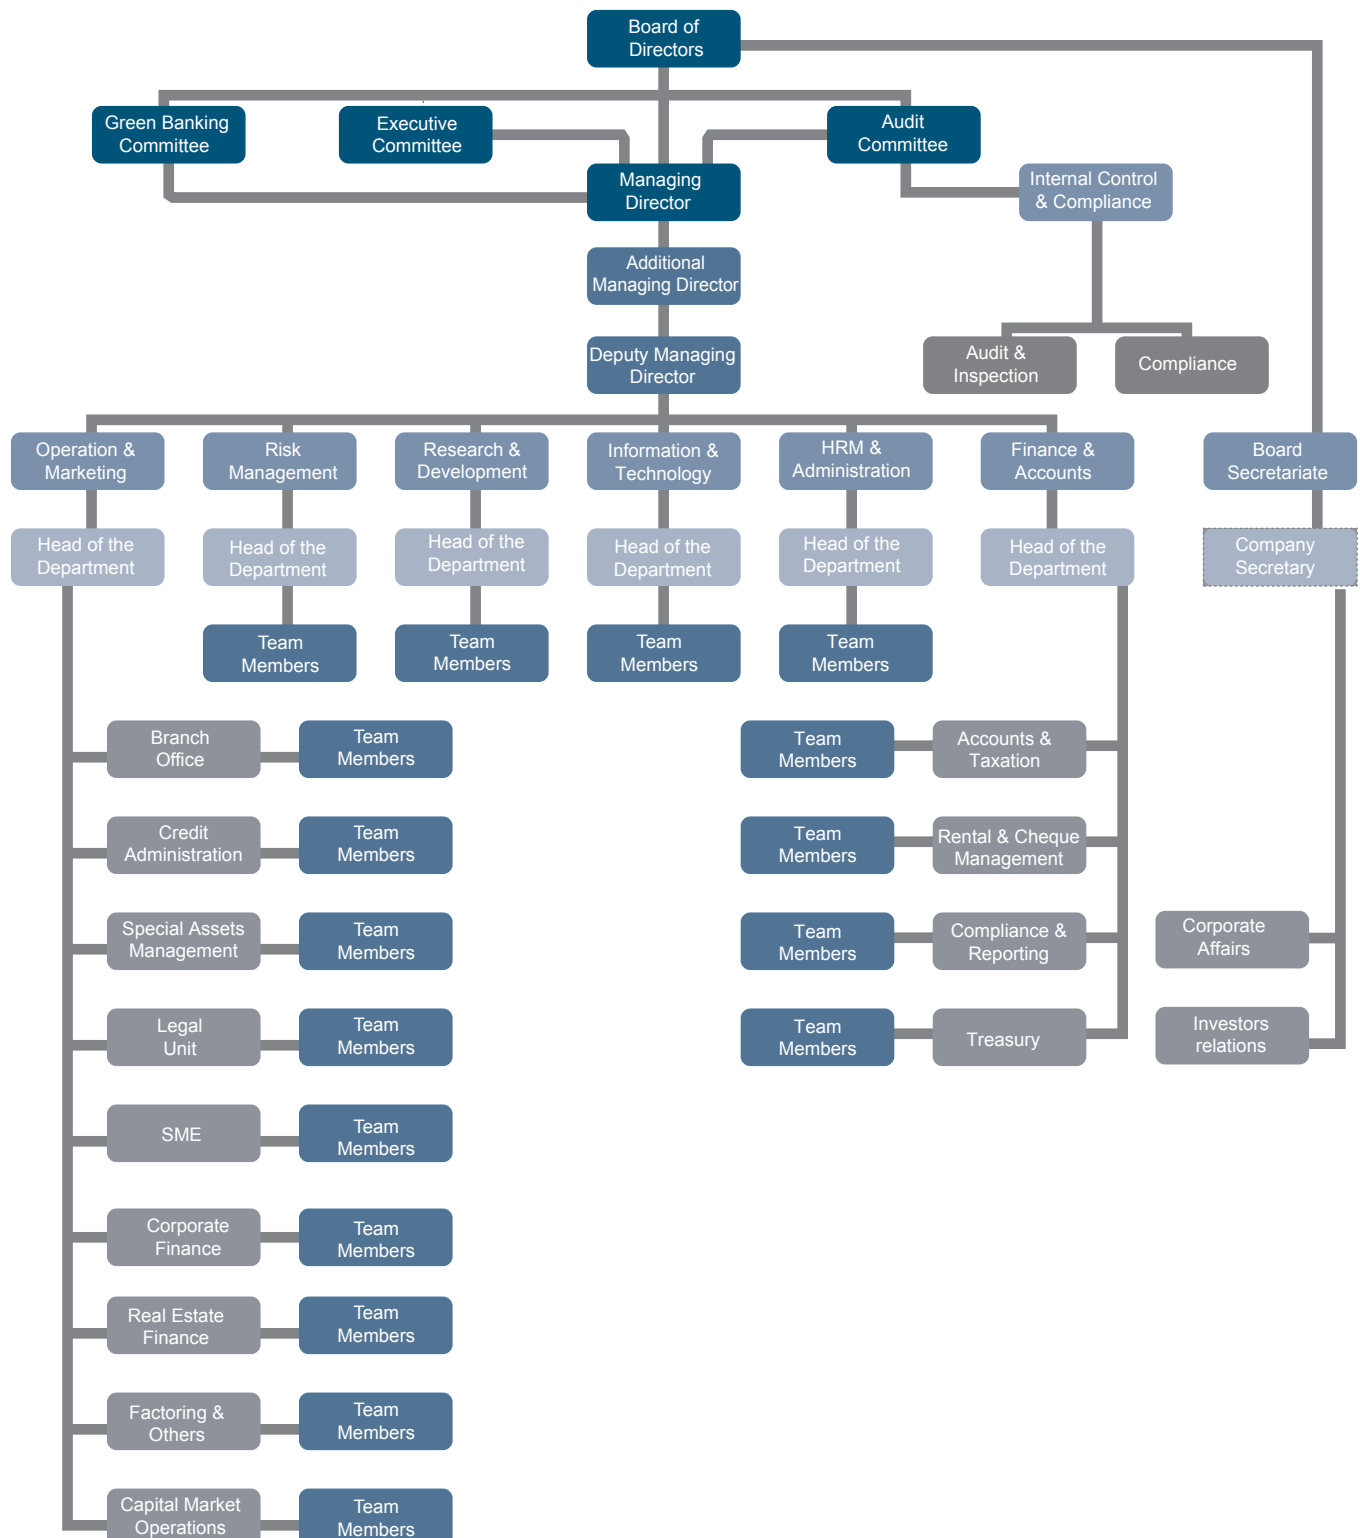 Board of
Directors
Green Banking
Committee
Executive
Committee
Audit
Committee
Managing
Director
Internal Control
& Compliance
Additional
Managing Director
Deputy Managing
Director
Audit &
Inspection
Compliance
Operation &
Marketing
Risk
Management
Research &
Development
Information &
Technology
HRM &
Administration
Finance &
Accounts
Board
Secretariate
Head of the
Department
Head of the
Department
Head of the
Department
Head of the
Department
Head of the
Department
Head of the
Department
Company
Secretary
Team
Members
Team
Members
Team
Members
Team
Members
Branch
Office
Team
Members
Team
Members
Accounts &
Taxation
Credit
Administration
Team
Members
Team
Members
Rental & Cheque
Management
Special Assets
Management
Team
Members
Team
Members
Compliance &
Reporting
Corporate
Affairs
Legal
Unit
Team
Members
Team
Members
Treasury
Investors
relations
SME
Team
Members
Corporate
Finance
Team
Members
Real Estate
Finance
Team
Members
Factoring &
Others
Team
Members
Capital Market
Operations
Team
Members